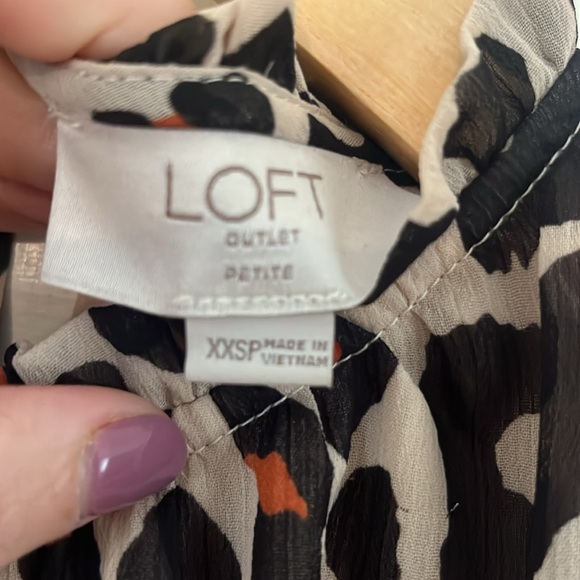 LOFT
OUTLET
PETITE
XXSP MADE IN
VIETNAM